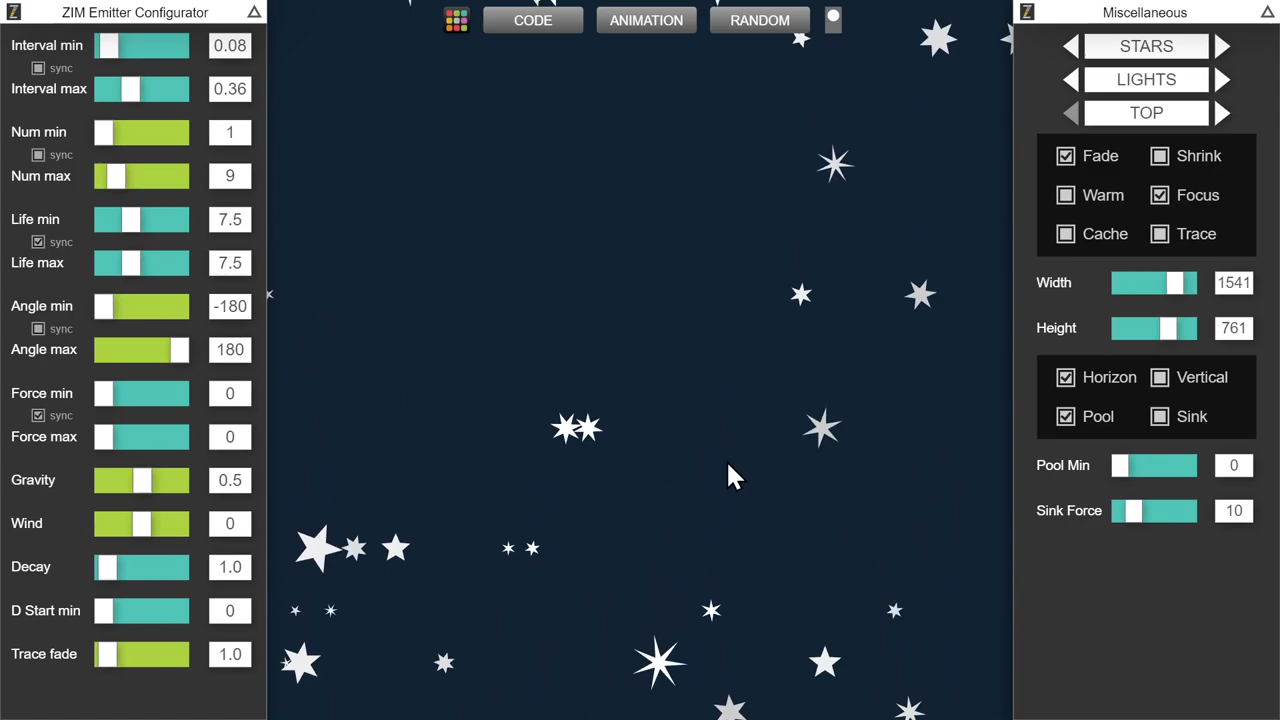 ZIM Emitter Configurator
Interval min 0.08
sync
Interval max 0.36
Num min 1
sync
Num max 9
Life min 7.5
sync
Life max 7.5
Angle min -180
sync
Angle max 180
Force min 0
sync
Force max 0
Gravity 0.5
Wind 0
Decay 1.0
D Start min 0
Trace fade 1.0
CODE ANIMATION RANDOM
Miscellaneous
STARS
LIGHTS
TOP
Fade Shrink
Warm Focus
Cache Trace
Width 1541
Height 761
Horizon Vertical
Pool Sink
Pool Min 0
Sink Force 10